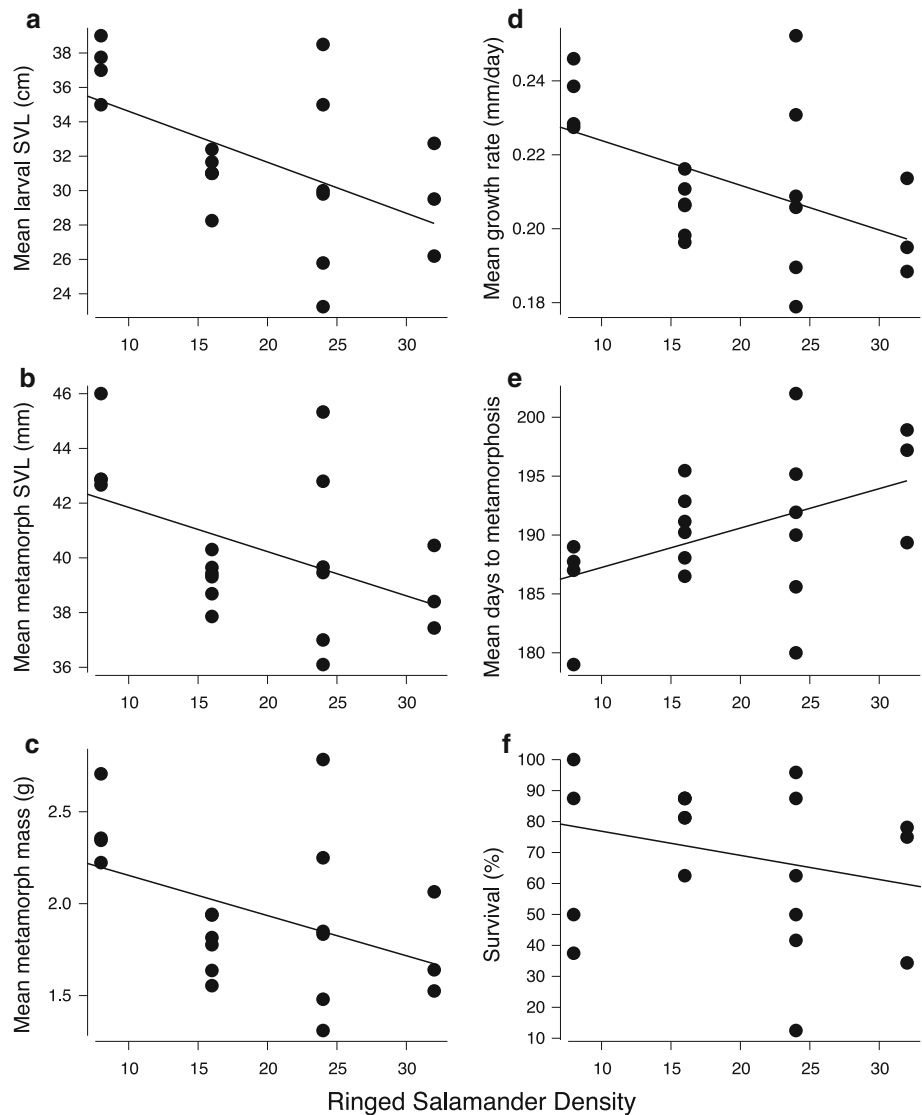 a
Mean larval SVL (cm)
38
36
34
32
30
28
26
24
10 15 20 25 30
b
Mean metamorph SVL (mm)
46
44
42
40
38
36
10 15 20 25 30
c
Mean metamorph mass (g)
2.5
2.0
1.5
10 15 20 25 30
d
Mean growth rate (mm/day)
0.24
0.22
0.20
0.18
10 15 20 25 30
e
Mean days to metamorphosis
200
195
190
185
180
10 15 20 25 30
f
Survival (%)
100
90
80
70
60
50
40
30
20
10
10 15 20 25 30
Ringed Salamander Density